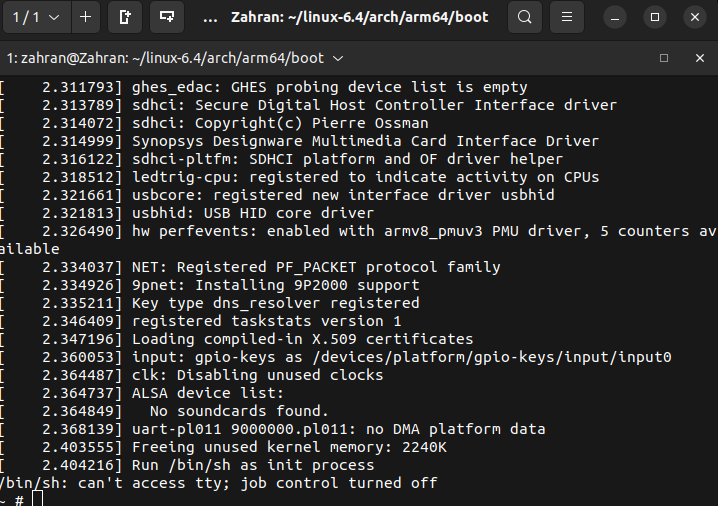 1 / 1
... Zahran: ~/linux-6.4/arch/arm64/boot
1: zahran@Zahran: ~/linux-6.4/arch/arm64/boot
[    2.311793] ghes_edac: GHES probing device list is empty
[    2.313789] sdhci: Secure Digital Host Controller Interface driver
[    2.314072] sdhci: Copyright(c) Pierre Ossman
[    2.314999] Synopsys Designware Multimedia Card Interface Driver
[    2.316122] sdhci-pltfm: SDHCI platform and OF driver helper
[    2.318512] ledtrig-cpu: registered to indicate activity on CPUs
[    2.321661] usbcore: registered new interface driver usbhid
[    2.321813] usbhid: USB HID core driver
[    2.326490] hw perfevents: enabled with armv8_pmuv3 PMU driver, 5 counters av
ailable
[    2.334037] NET: Registered PF_PACKET protocol family
[    2.334926] 9pnet: Installing 9P2000 support
[    2.335211] Key type dns_resolver registered
[    2.346409] registered taskstats version 1
[    2.347196] Loading compiled-in X.509 certificates
[    2.360053] input: gpio-keys as /devices/platform/gpio-keys/input/input0
[    2.364487] clk: Disabling unused clocks
[    2.364737] ALSA device list:
[    2.364849]   No soundcards found.
[    2.368139] uart-pl011 9000000.pl011: no DMA platform data
[    2.403555] Freeing unused kernel memory: 2240K
[    2.404216] Run /bin/sh as init process
/bin/sh: can't access tty; job control turned off
~ #